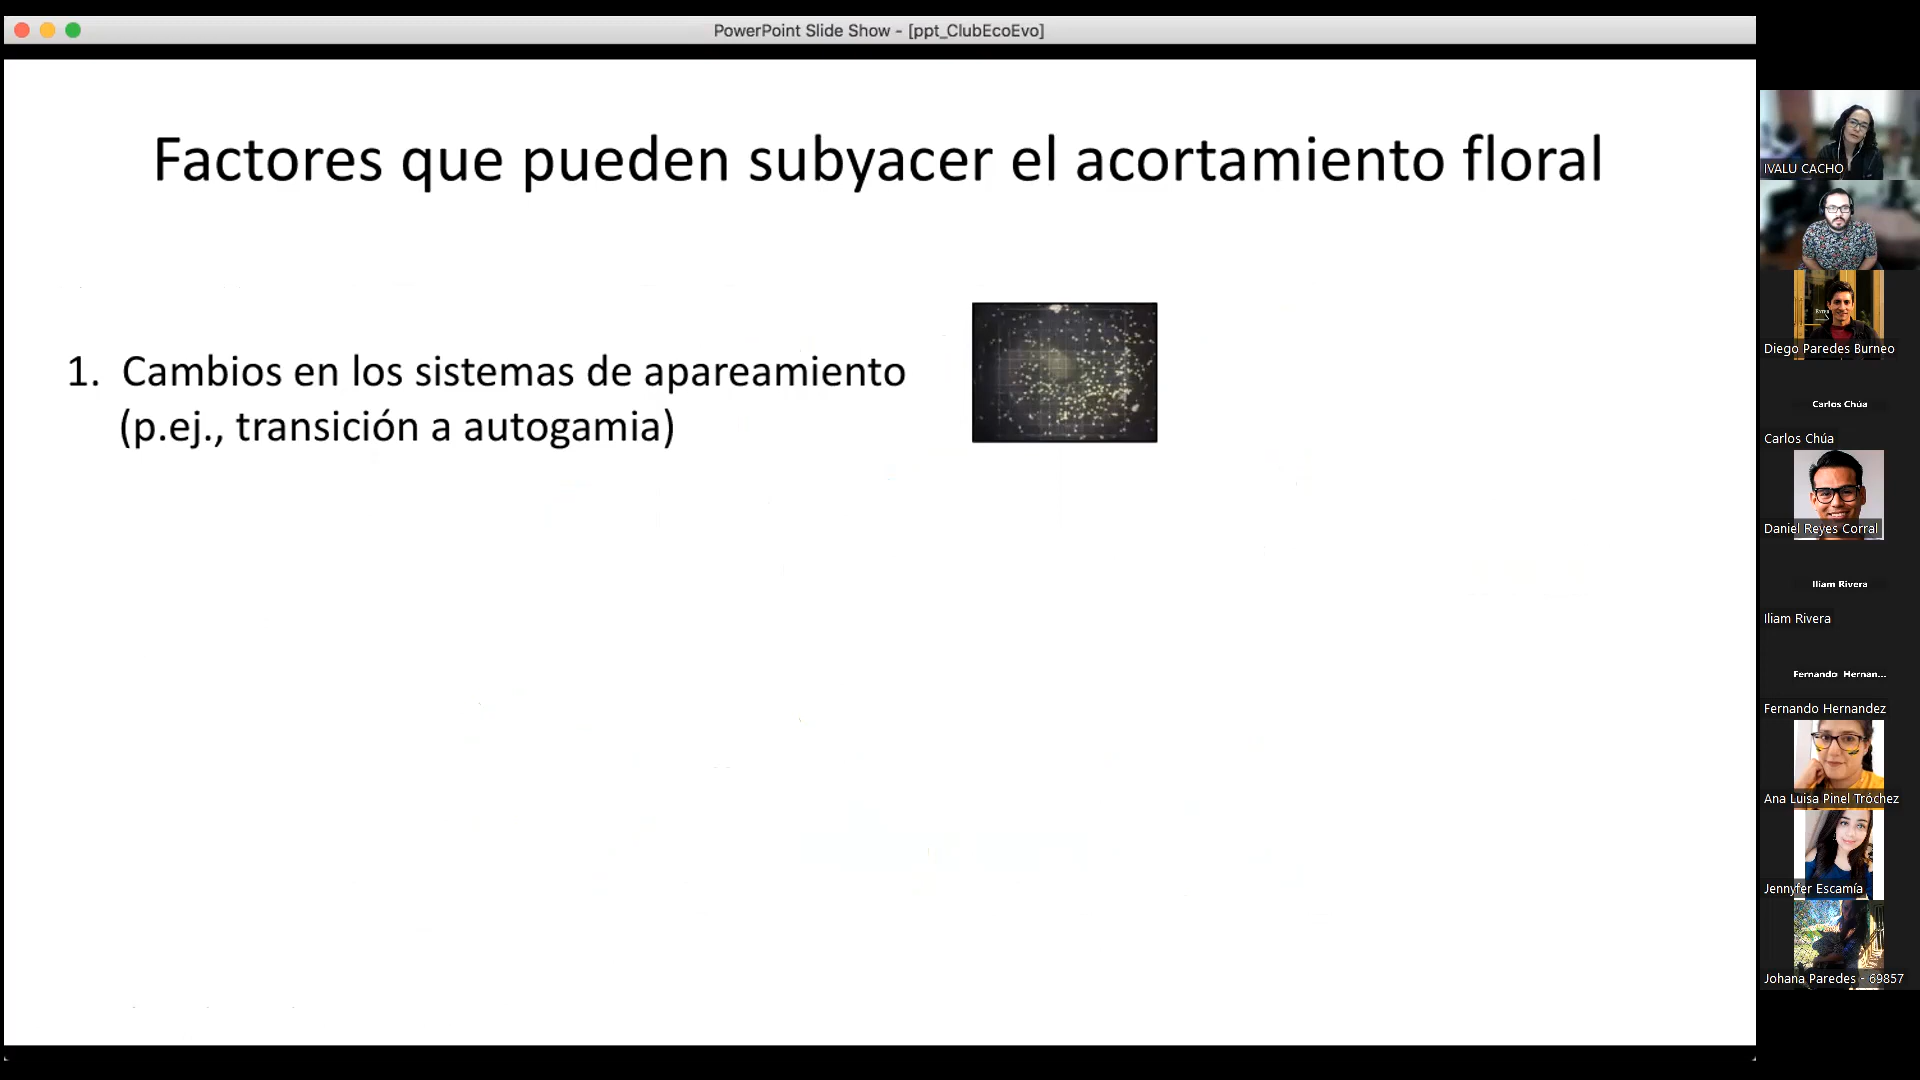 PowerPoint Slide Show - [ppt_ClubEcoEvo]
Factores que pueden subyacer el acortamiento floral
1. Cambios en los sistemas de apareamiento
(p.ej., transición a autogamia)
IVALU CACHO
Diego Paredes Burneo
Carlos Chúa
Carlos Chúa
Daniel Reyes Corral
Iliam Rivera
Iliam Rivera
Fernando Hernan...
Fernando Hernandez
Ana Luisa Pinel Tróchez
Jennyfer Escamía
Johana Paredes - 69857